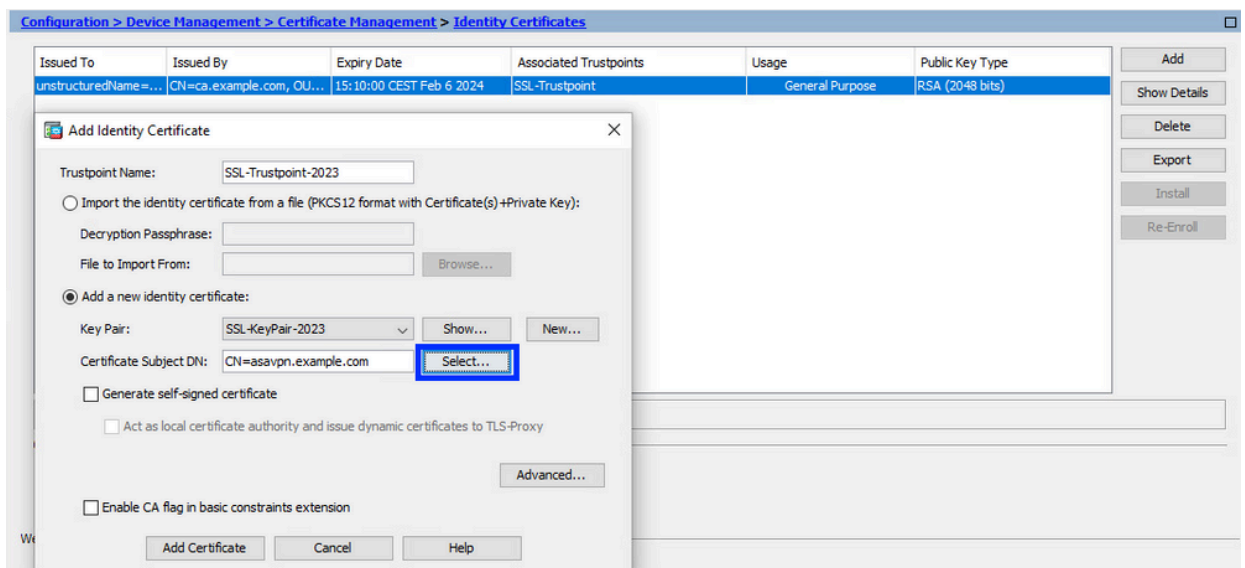 Configuration > Device Management > Certificate Management > Identity Certificates
Issued To Issued By Expiry Date Associated Trustpoints Usage Public Key Type
unstructuredName=... CN=ca.example.com, OU... 15:10:00 CEST Feb 6 2024 SSL-Trustpoint General Purpose RSA (2048 bits)
Add
Show Details
Delete
Export
Install
Re-Enroll
Add Identity Certificate
Trustpoint Name: SSL-Trustpoint-2023
Import the identity certificate from a file (PKCS12 format with Certificate(s)+Private Key):
Decryption Passphrase:
File to Import From: Browse...
Add a new identity certificate:
Key Pair: SSL-KeyPair-2023 Show... New...
Certificate Subject DN: CN=asavpn.example.com Select...
Generate self-signed certificate
Act as local certificate authority and issue dynamic certificates to TLS-Proxy
Advanced...
Enable CA flag in basic constraints extension
Add Certificate Cancel Help